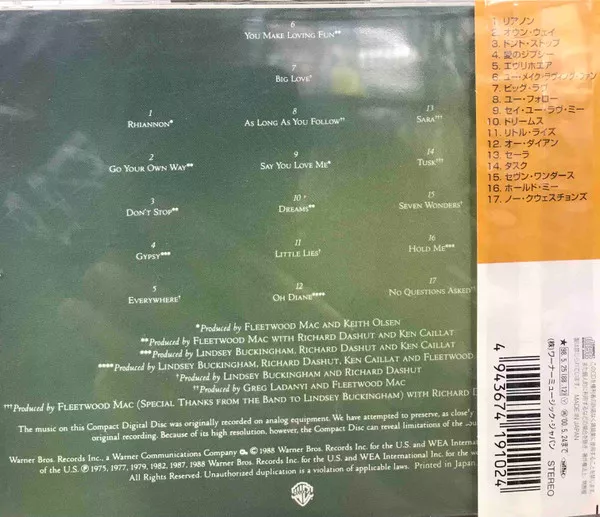 6
YOU MAKE LOVING FUN**
7
BIG LOVE†
1
RHIANNON*
8
AS LONG AS YOU FOLLOW††
13
SARA†††
2
GO YOUR OWN WAY**
9
SAY YOU LOVE ME*
14
TUSK†††
3
DON'T STOP**
10
DREAMS**
15
SEVEN WONDERS†
4
GYPSY***
11
LITTLE LIES†
16
HOLD ME***
5
EVERYWHERE†
12
OH DIANE****
17
NO QUESTIONS ASKED††
*Produced by FLEETWOOD MAC AND KEITH OLSEN
**Produced by FLEETWOOD MAC WITH RICHARD DASHUT AND KEN CAILLAT
***Produced by LINDSEY BUCKINGHAM, RICHARD DASHUT AND KEN CAILLAT
****Produced by LINDSEY BUCKINGHAM, RICHARD DASHUT, KEN CAILLAT AND FLEETWOOD
†Produced by LINDSEY BUCKINGHAM AND RICHARD DASHUT
††Produced by GREG LADANYI AND FLEETWOOD MAC
†††Produced by FLEETWOOD MAC (SPECIAL THANKS FROM THE BAND TO LINDSEY BUCKINGHAM) WITH RICHARD
The music on this Compact Digital Disc was originally recorded on analog equipment. We have attempted to preserve, as closely
original recording. Because of its high resolution, however, the Compact Disc can reveal limitations of the
Warner Bros. Records Inc., a Warner Communications Company ℗ © 1988 Warner Bros. Records Inc. for the U.S. and WEA International
of the U.S. ℗ 1975, 1977, 1979, 1982, 1987, 1988 Warner Bros. Records Inc. for the U.S. and WEA International Inc. for the
All Rights Reserved. Unauthorized duplication is a violation of applicable laws. Printed in Japan
1. リアノン
2. オウン・ウェイ
3. ドント・ストップ
4. 愛のジプシー
5. エヴリホエア
6. ユー・メイク・ラヴィング・ファン
7. ビッグ・ラヴ
8. ユー・フォロー
9. セイ・ユー・ラヴ・ミー
10. ドリームス
11. リトル・ライズ
12. オー・ダイアン
13. セーラ
14. タスク
15. セヴン・ワンダース
16. ホールド・ミー
17. ノー・クウェスチョンズ
4 943674 191024
(株)ワーナーミュージック・ジャパン STEREO